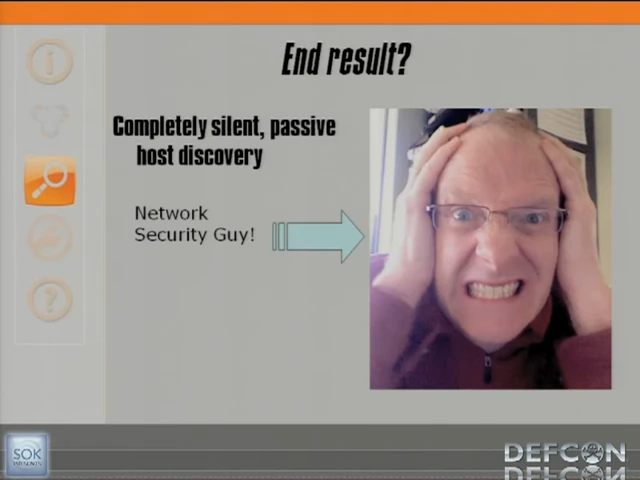 End result?
Completely silent, passive
host discovery
Network
Security Guy!
SOK
DEFCON